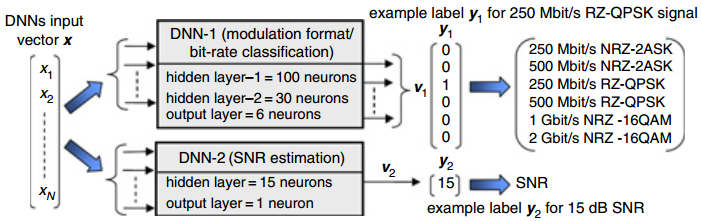 DNNs input
vector x
x1
x2
xN
DNN-1 (modulation format/
bit-rate classification)
hidden layer–1 = 100 neurons
hidden layer–2 = 30 neurons
output layer = 6 neurons
v1
example label y1 for 250 Mbit/s RZ-QPSK signal
y1
0
0
1
0
0
0
250 Mbit/s NRZ-2ASK
500 Mbit/s NRZ-2ASK
250 Mbit/s RZ-QPSK
500 Mbit/s RZ-QPSK
1 Gbit/s NRZ -16QAM
2 Gbit/s NRZ -16QAM
DNN-2 (SNR estimation)
hidden layer = 15 neurons
output layer = 1 neuron
v2
y2
[15]
SNR
example label y2 for 15 dB SNR